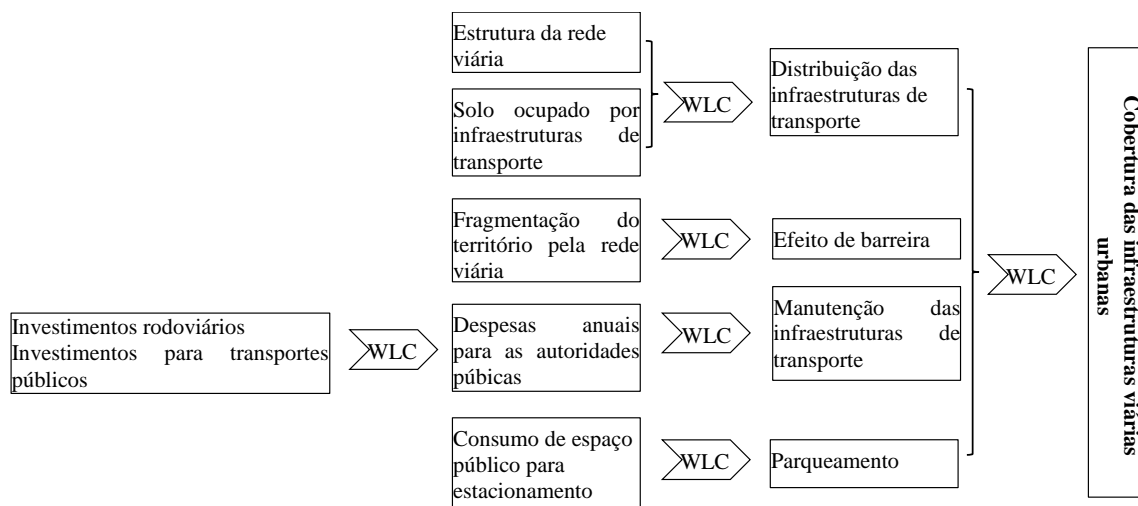 Estrutura da rede
viária
Solo ocupado por
infraestruturas de
transporte
WLC
Distribuição das
infraestruturas de
transporte
Fragmentação do
território pela rede
viária
WLC
Efeito de barreira
Investimentos rodoviários
Investimentos para transportes
públicos
WLC
Despesas anuais
para as autoridades
púbicas
WLC
Manutenção das
infraestruturas de
transporte
Consumo de espaço
público para
estacionamento
WLC
Parqueamento
WLC
Cobertura das infraestruturas viárias
urbanas